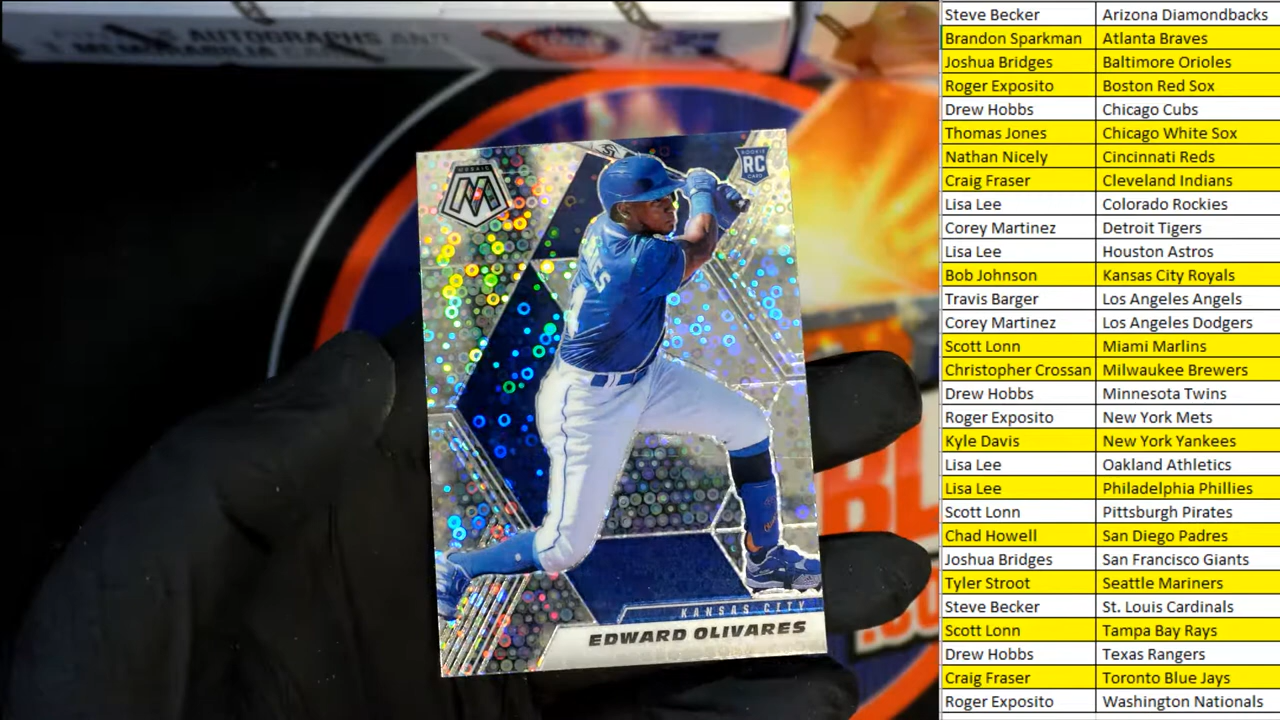 AUTOGRAPHS
MOSAIC
M
ROOKIE
RC
CARD
KANSAS CITY
EDWARD OLIVARES
Steve Becker Arizona Diamondbacks
Brandon Sparkman Atlanta Braves
Joshua Bridges Baltimore Orioles
Roger Exposito Boston Red Sox
Drew Hobbs Chicago Cubs
Thomas Jones Chicago White Sox
Nathan Nicely Cincinnati Reds
Craig Fraser Cleveland Indians
Lisa Lee Colorado Rockies
Corey Martinez Detroit Tigers
Lisa Lee Houston Astros
Bob Johnson Kansas City Royals
Travis Barger Los Angeles Angels
Corey Martinez Los Angeles Dodgers
Scott Lonn Miami Marlins
Christopher Crossan Milwaukee Brewers
Drew Hobbs Minnesota Twins
Roger Exposito New York Mets
Kyle Davis New York Yankees
Lisa Lee Oakland Athletics
Lisa Lee Philadelphia Phillies
Scott Lonn Pittsburgh Pirates
Chad Howell San Diego Padres
Joshua Bridges San Francisco Giants
Tyler Stroot Seattle Mariners
Steve Becker St. Louis Cardinals
Scott Lonn Tampa Bay Rays
Drew Hobbs Texas Rangers
Craig Fraser Toronto Blue Jays
Roger Exposito Washington Nationals